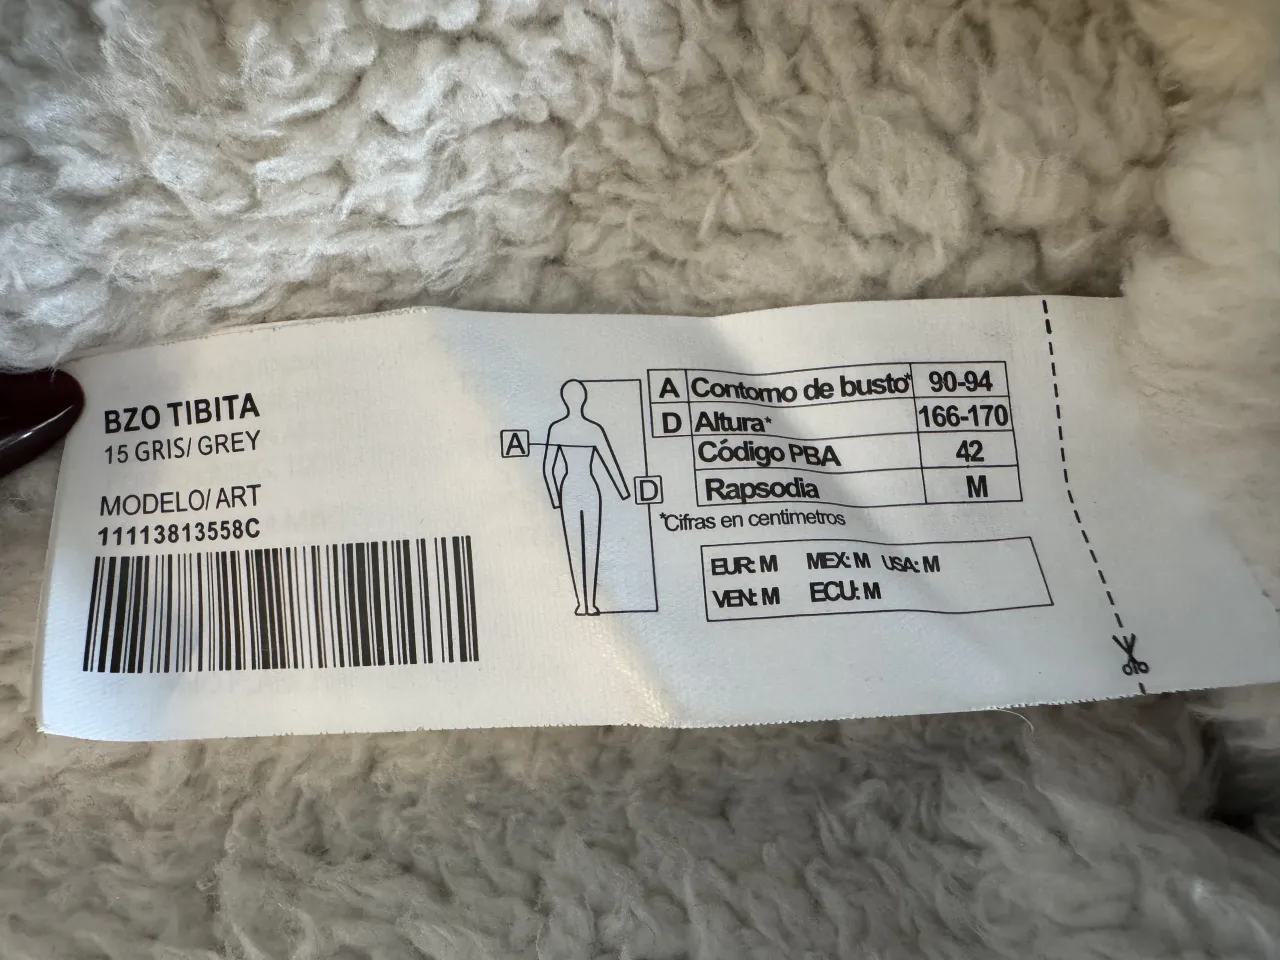 BZO TIBITA
15 GRIS/ GREY
MODELO/ ART
11113813558C
A
D
A Contorno de busto* 90-94
D Altura* 166-170
Código PBA 42
Rapsodia M
*Cifras en centimetros
EUR: M MEX: M USA: M
VEN: M ECU: M